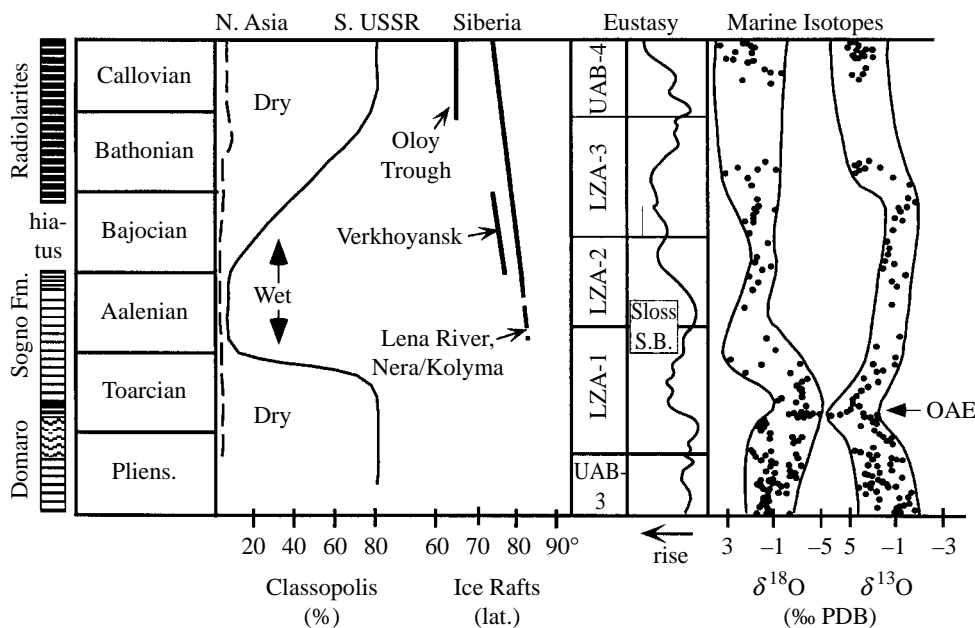 N. Asia S. USSR Siberia Eustasy Marine Isotopes
Radiolarites
hia-
tus
Sogno Fm.
Domaro
Callovian
Bathonian
Bajocian
Aalenian
Toarcian
Pliens.
Dry
Wet
Dry
Oloy
Trough
Verkhoyansk
Lena River,
Nera/Kolyma
UAB-4
LZA-3
LZA-2
LZA-1
UAB-
3
Sloss
S.B.
OAE
20 40 60 80
Classopolis
(%)
60 70 80 90°
Ice Rafts
(lat.)
rise
3 –1 –5 5 –1 –3
δ¹⁸O δ¹³O
(‰ PDB)